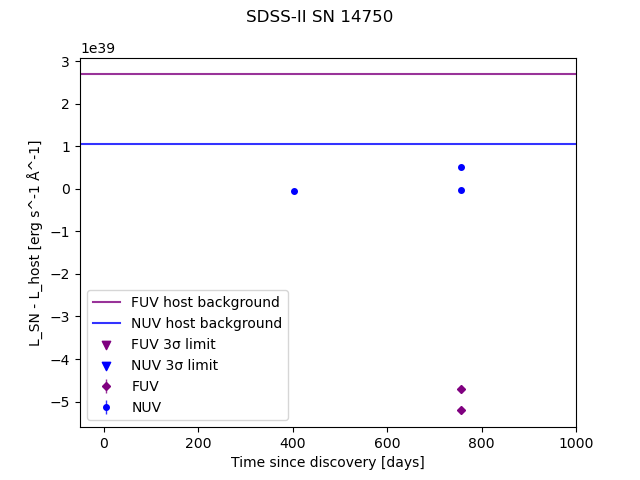 SDSS-II SN 14750
1e39
3
2
1
0
−1
−2
−3
−4
−5
L_SN - L_host [erg s^-1 Å^-1]
FUV host background
NUV host background
FUV 3σ limit
NUV 3σ limit
FUV
NUV
0 200 400 600 800 1000
Time since discovery [days]